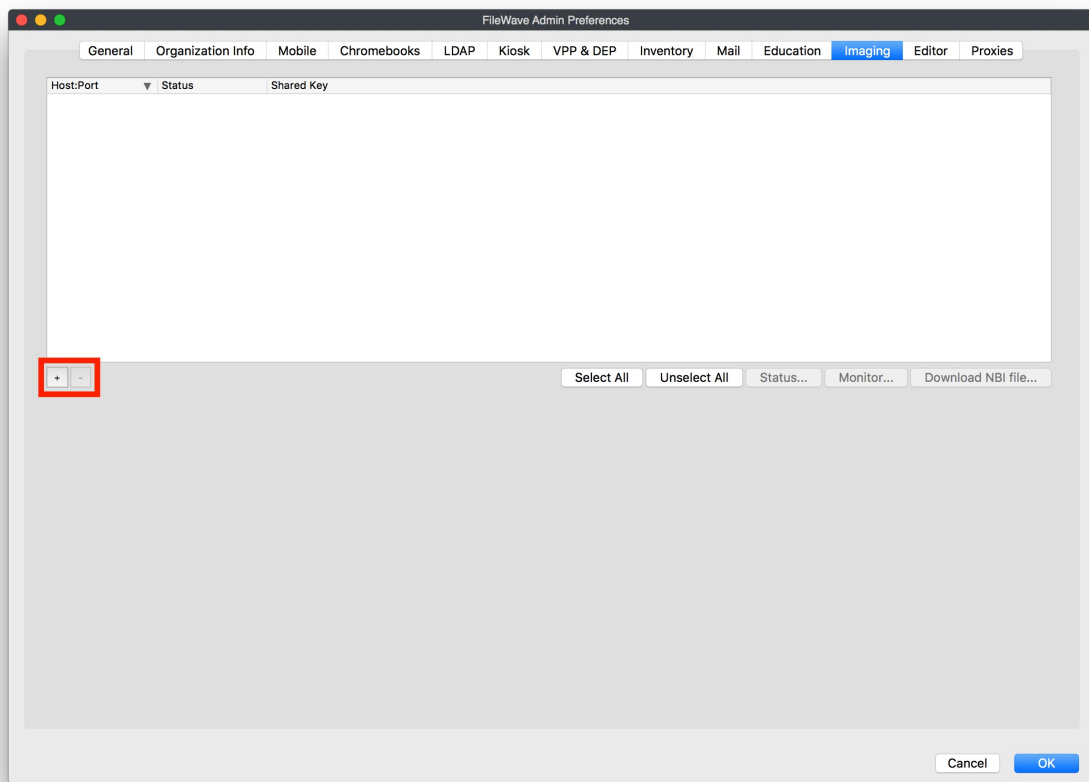 FileWave Admin Preferences
General Organization Info Mobile Chromebooks LDAP Kiosk VPP & DEP Inventory Mail Education Imaging Editor Proxies
Host:Port ▼ Status Shared Key
+ - Select All Unselect All Status... Monitor... Download NBI file...
Cancel OK